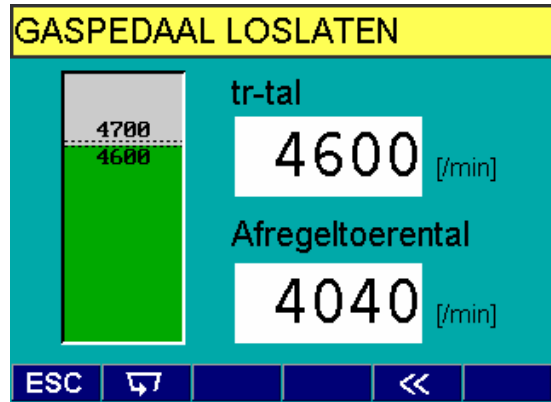 GASPEDAAL LOSLATEN
tr-tal
4700
4600
4600 [/min]
Afregeltoerental
4040 [/min]
ESC <<